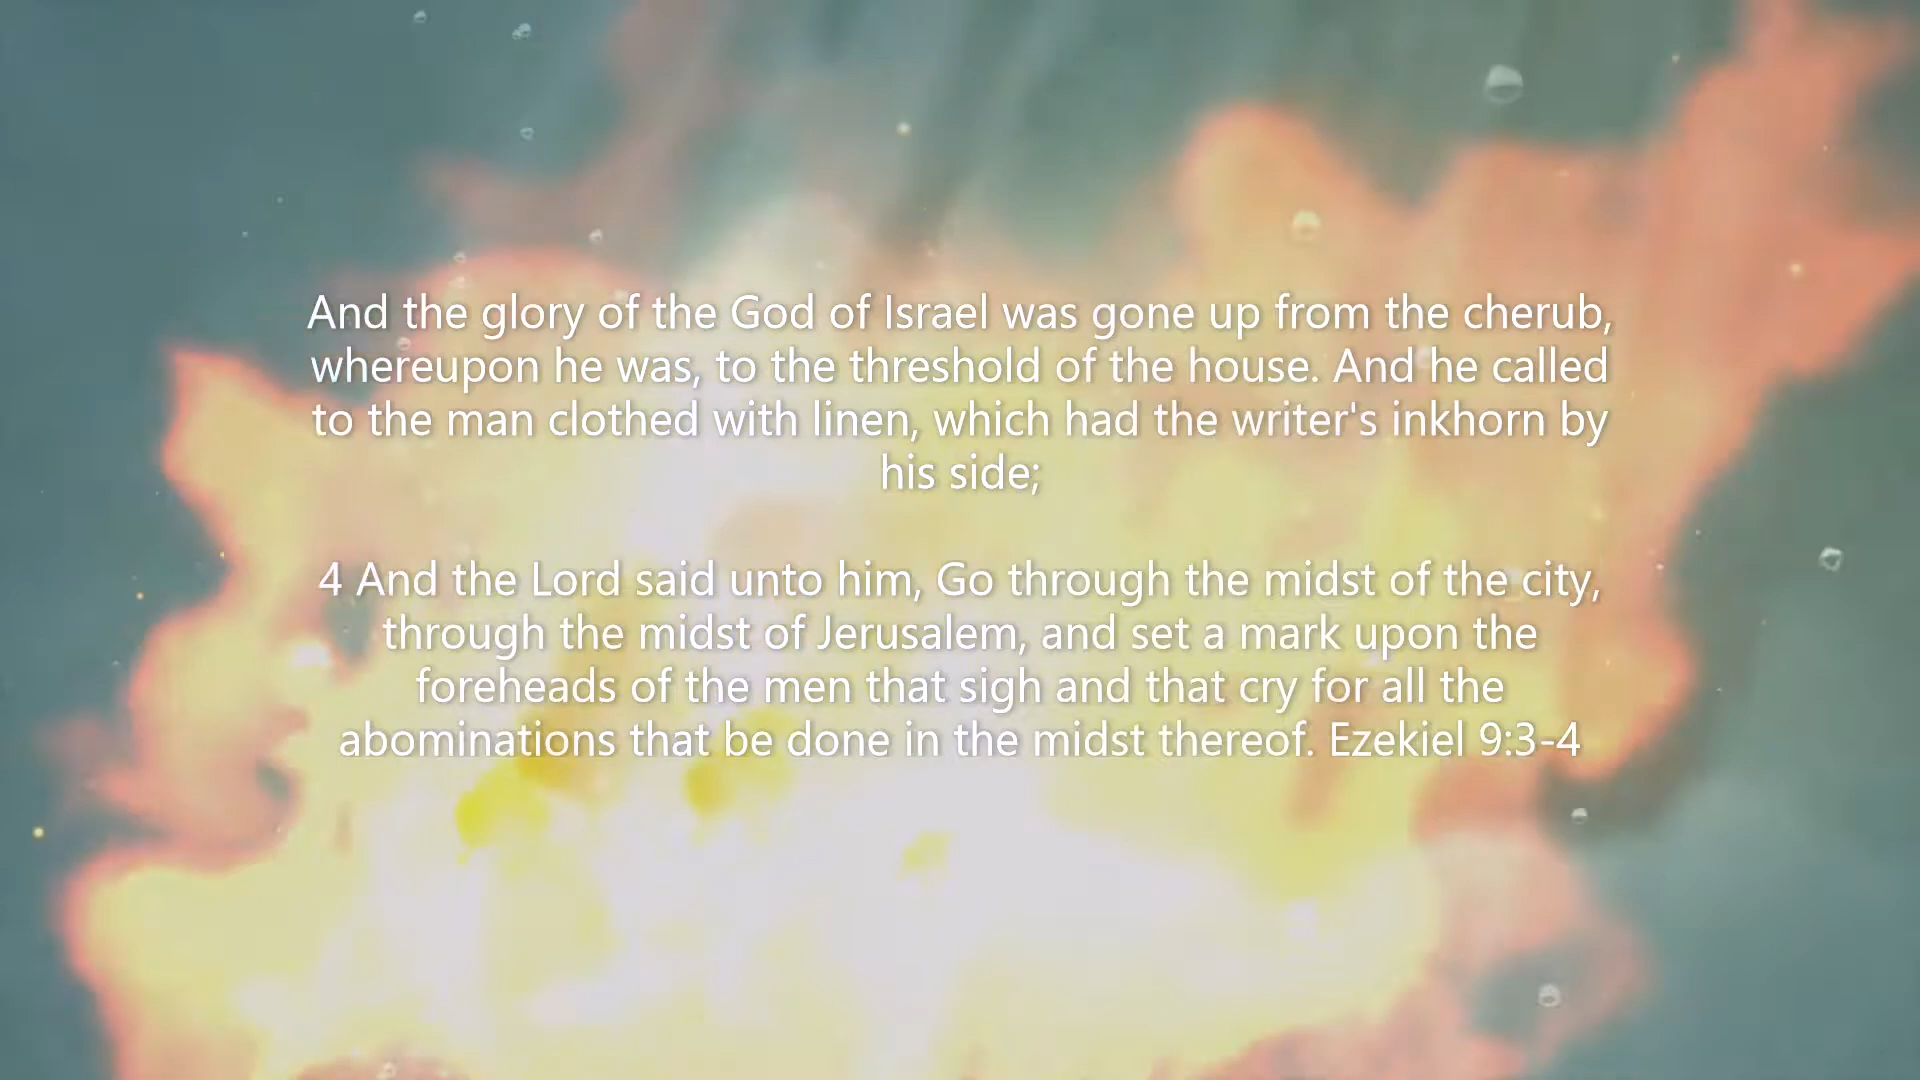 And the glory of the God of Israel was gone up from the cherub,
whereupon he was, to the threshold of the house. And he called
to the man clothed with linen, which had the writer's inkhorn by
his side;
4 And the Lord said unto him, Go through the midst of the city,
through the midst of Jerusalem, and set a mark upon the
foreheads of the men that sigh and that cry for all the
abominations that be done in the midst thereof. Ezekiel 9:3-4